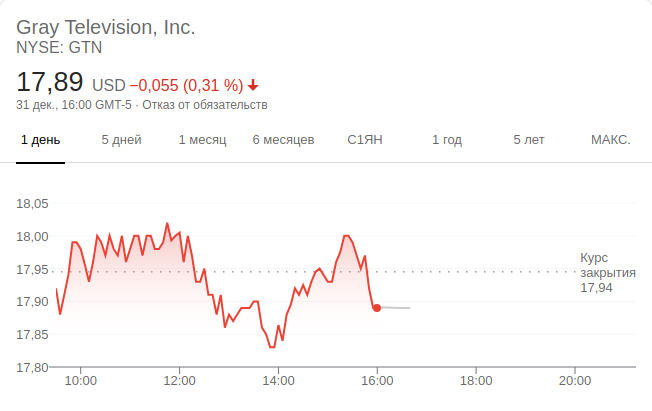 Gray Television, Inc.
NYSE: GTN
17,89 USD −0,055 (0,31 %)
31 дек., 16:00 GMT-5 · Отказ от обязательств
1 день 5 дней 1 месяц 6 месяцев С1ЯН 1 год 5 лет МАКС.
18,05
18,00
17,95
17,90
17,85
17,80
Курс
закрытия
17,94
10:00 12:00 14:00 16:00 18:00 20:00